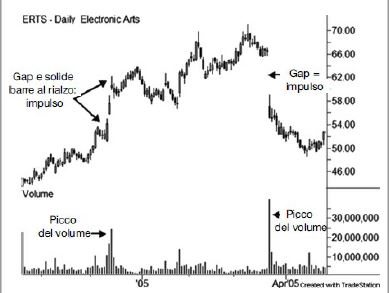 ERTS - Daily Electronic Arts
70.00
66.00
62.00
58.00
54.00
50.00
46.00
Gap e solide
barre al rialzo:
impulso
Gap =
impulso
Volume
Picco
del volume
Picco
del volume
30,000,000
20,000,000
10,000,000
'05
Apr'05
Created with TradeStation